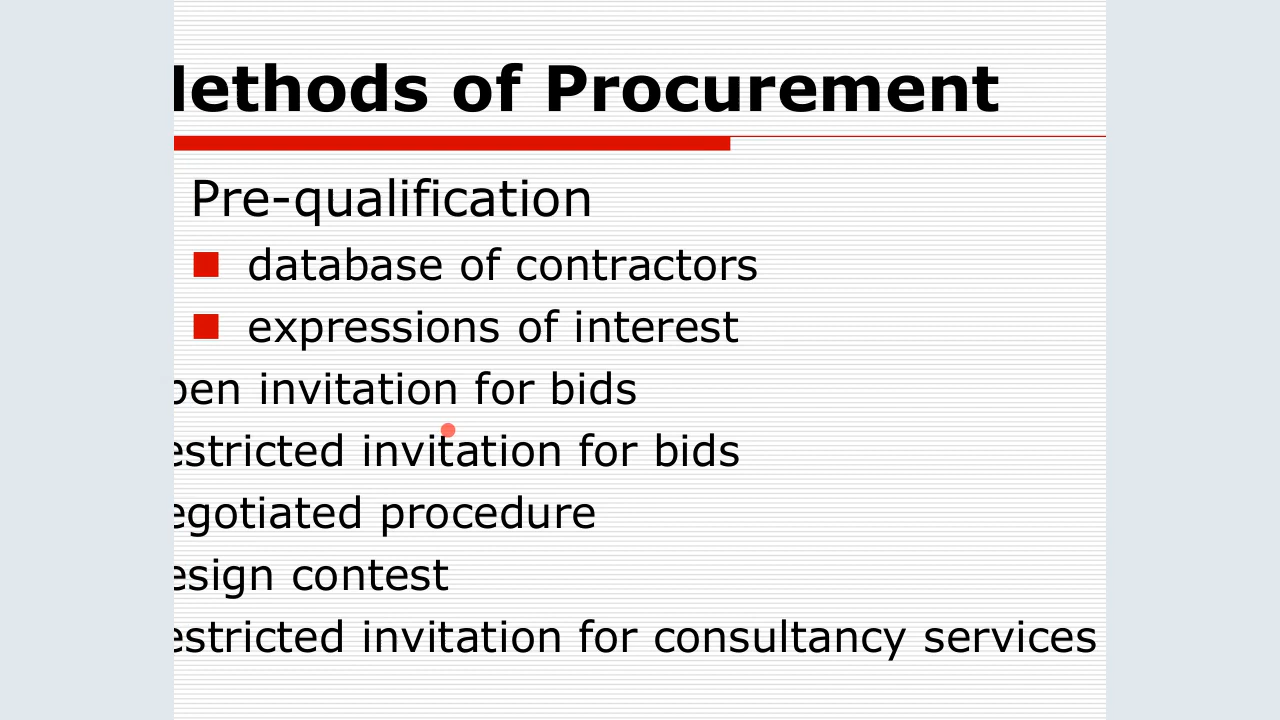 Methods of Procurement
Pre-qualification
database of contractors
expressions of interest
pen invitation for bids
estricted invitation for bids
egotiated procedure
esign contest
estricted invitation for consultancy services